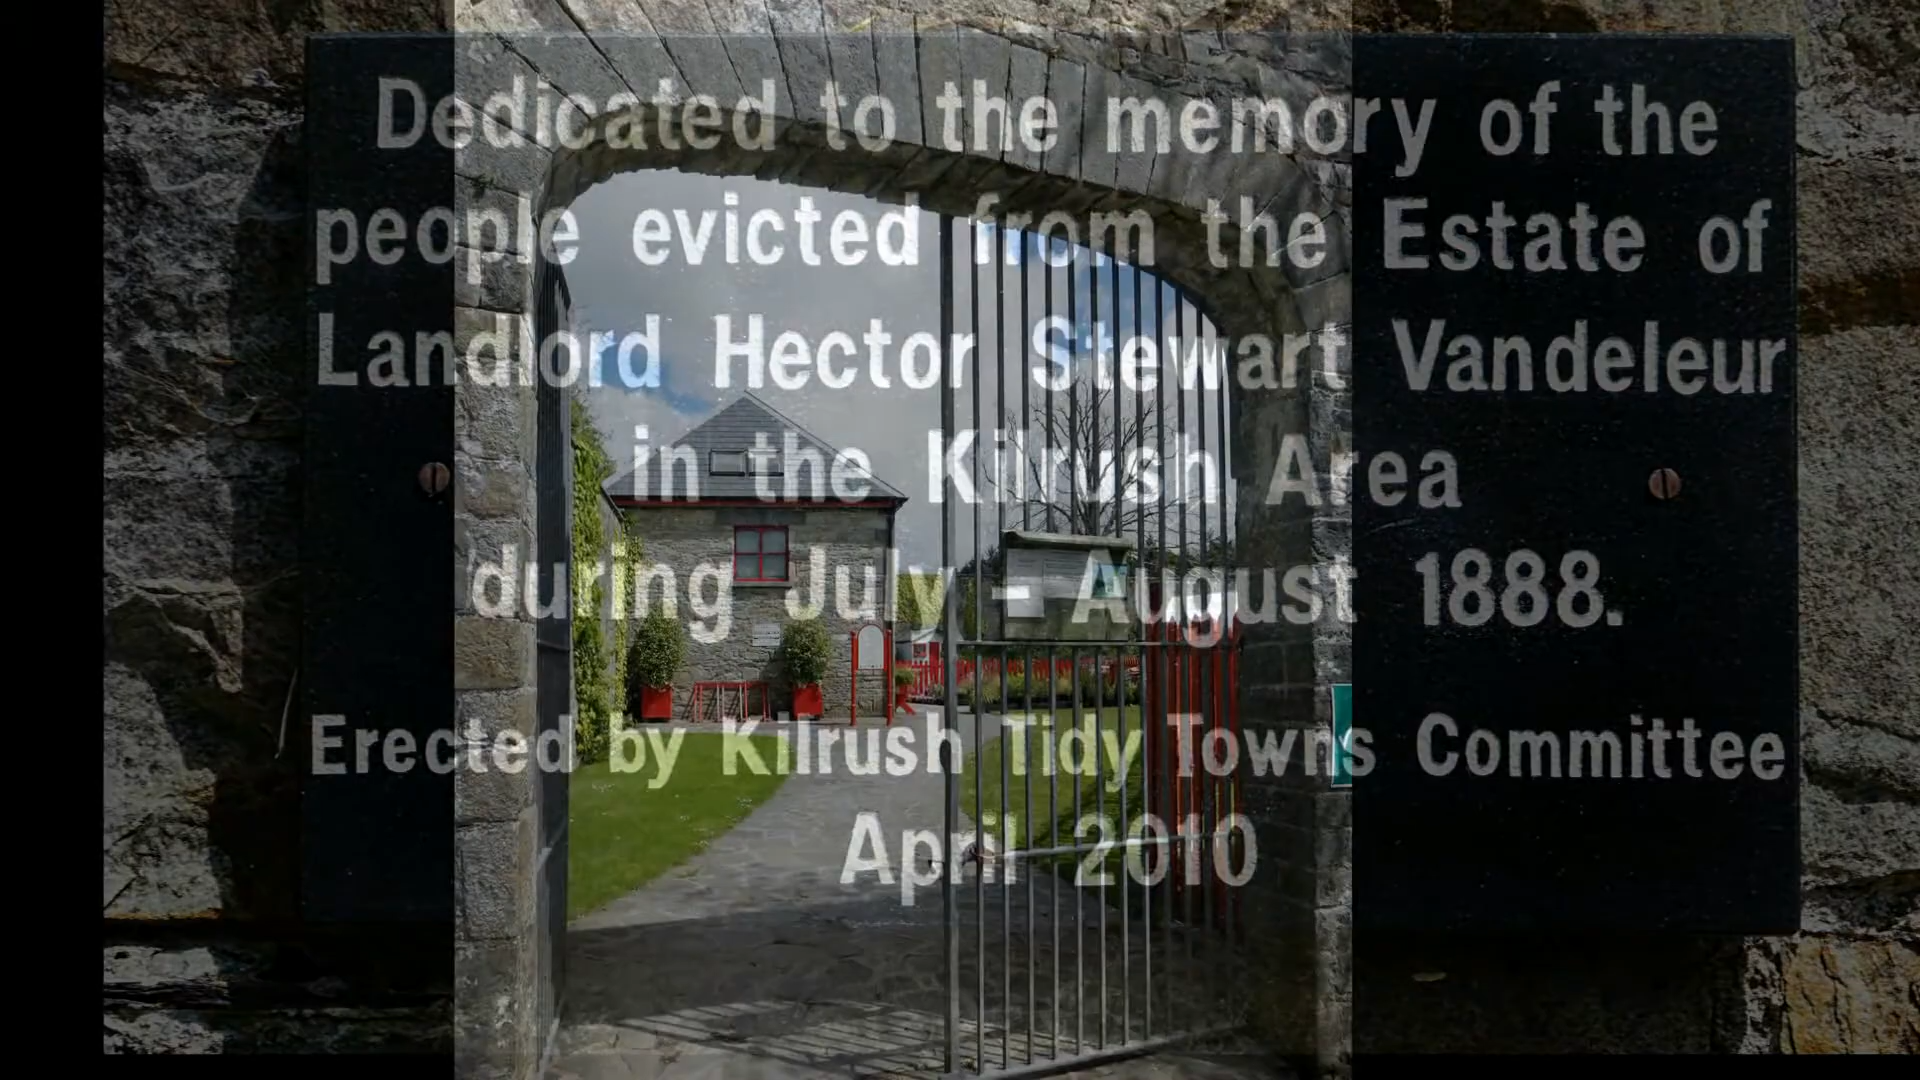 Dedicated to the memory of the
people evicted from the Estate of
Landlord Hector Stewart Vandeleur
in the Kilrush Area
during July - August 1888.
Erected by Kilrush Tidy Towns Committee
April 2010